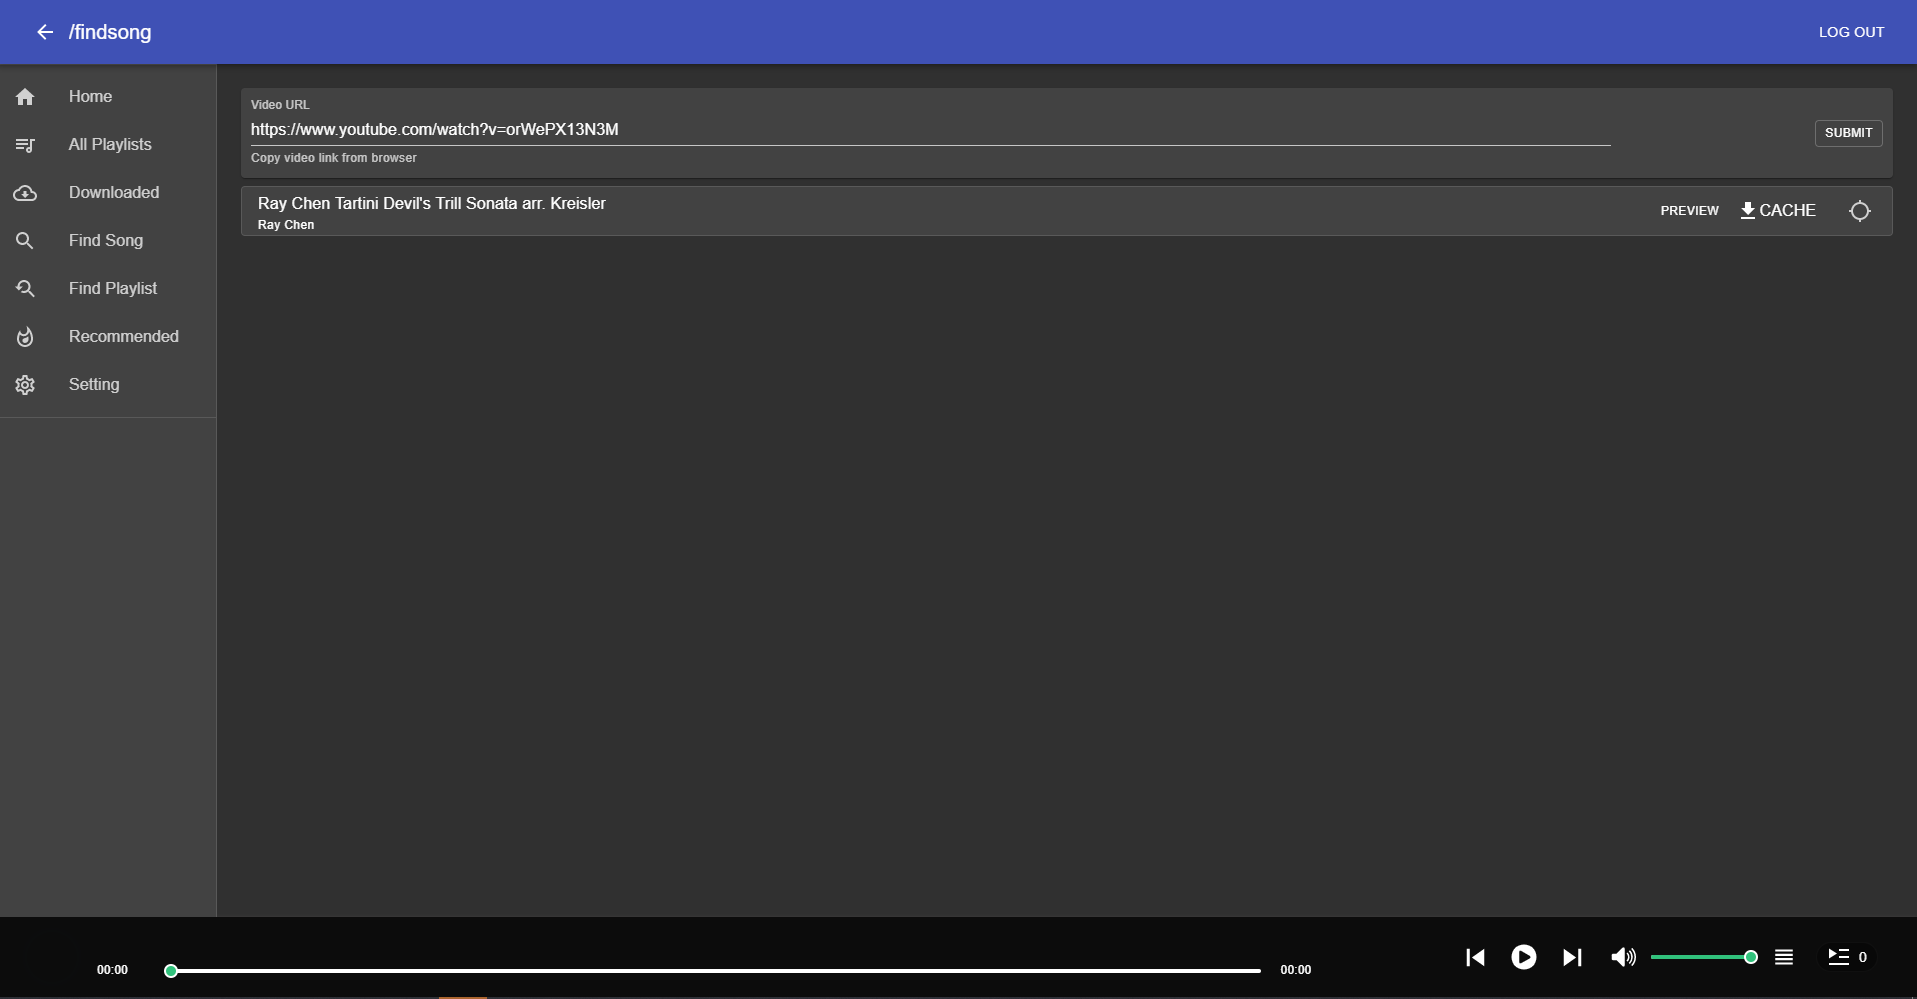 /findsong
LOG OUT
Home
All Playlists
Downloaded
Find Song
Find Playlist
Recommended
Setting
Video URL
https://www.youtube.com/watch?v=orWePX13N3M
Copy video link from browser
SUBMIT
Ray Chen Tartini Devil's Trill Sonata arr. Kreisler
Ray Chen
PREVIEW
CACHE
00:00
00:00
0